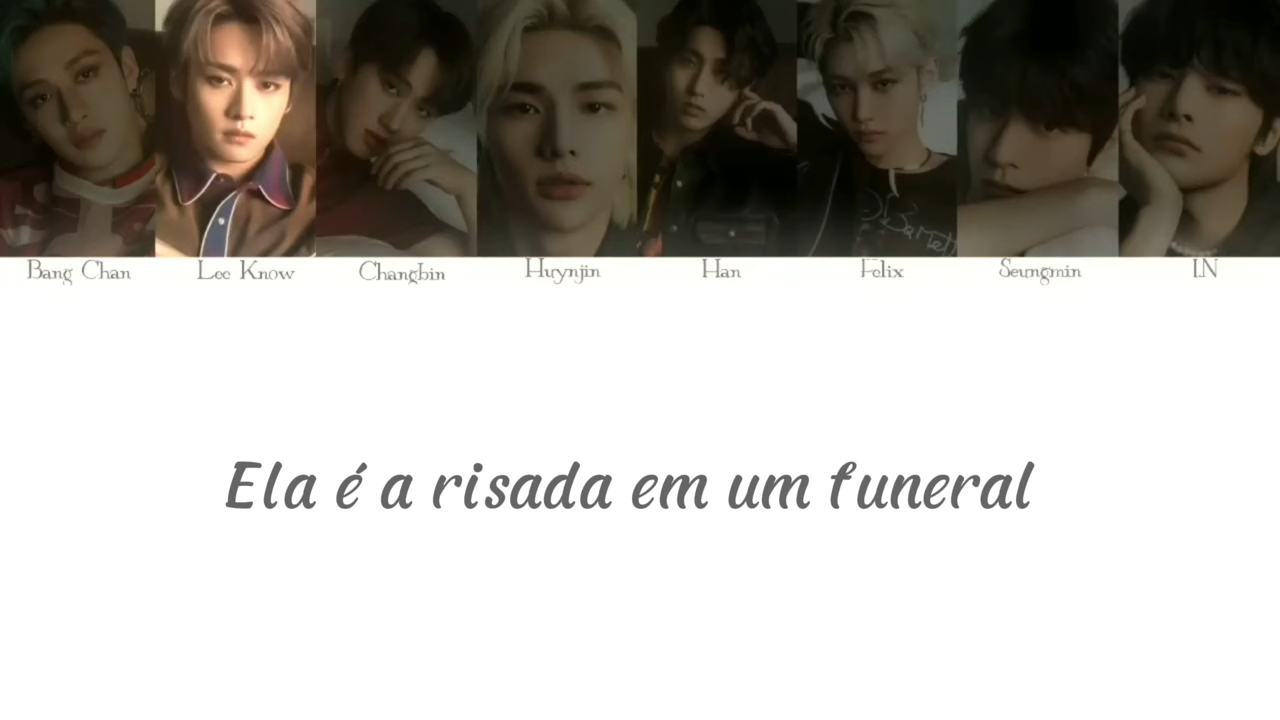 Bang Chan
Lee Know
Changbin
Huynjin
Han
Felix
Seungmin
I.N
Ela é a risada em um funeral